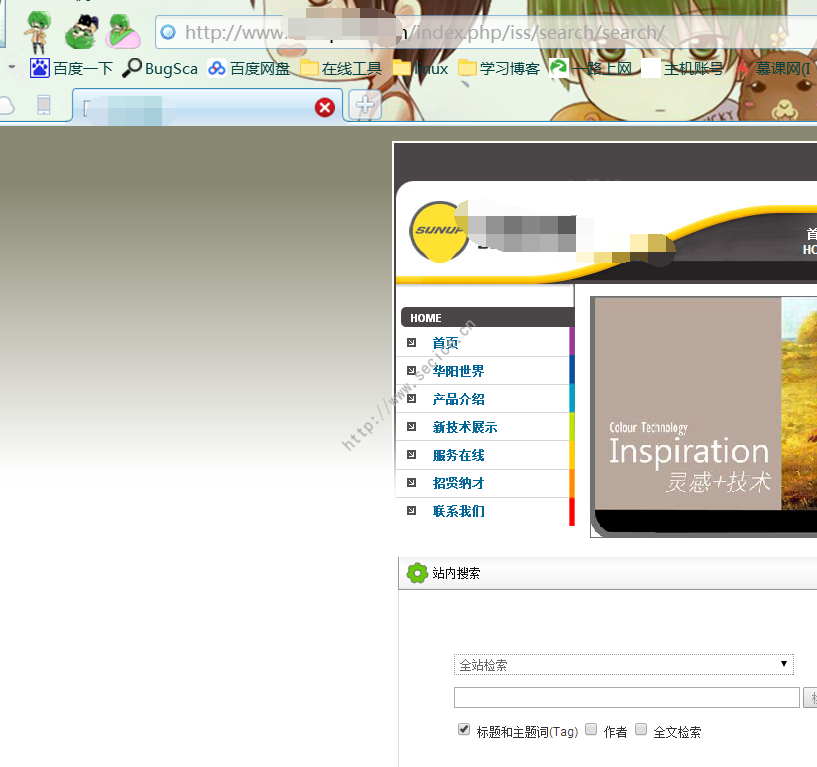 http://www. n/index.php/iss/search/search/
百度一下 BugSca 百度网盘 在线工具 linux 学习博客 一路上网 主机账号 慕课网(I
SUNUP
首
HO
HOME
首页
华阳世界
产品介绍
新技术展示
服务在线
招贤纳才
联系我们
http://www.secice.cn
Colour Technology
Inspiration
灵感+技术
站内搜索
全站检索
标题和主题词(Tag) 作者 全文检索